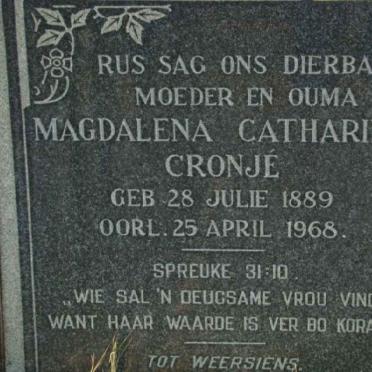 RUS SAG ONS DIERBA
MOEDER EN OUMA
MAGDALENA CATHARI
CRONJÉ
GEB 28 JULIE 1889
OORL. 25 APRIL 1968.
SPREUKE 31:10.
„WIE SAL 'N DEUGSAME VROU VIND
WANT HAAR WAARDE IS VER BO KORA
TOT WEERSIENS.